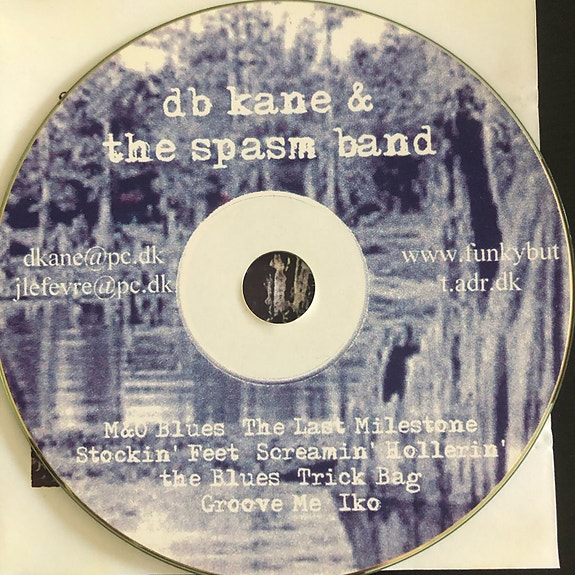 db kane &
the spasm band
dkane@pc.dk
jlefevre@pc.dk
www.funkybut
t.adr.dk
M&O Blues The Last Milestone
Stockin' Feet Screamin' Hollerin'
the Blues Trick Bag
Groove Me Iko